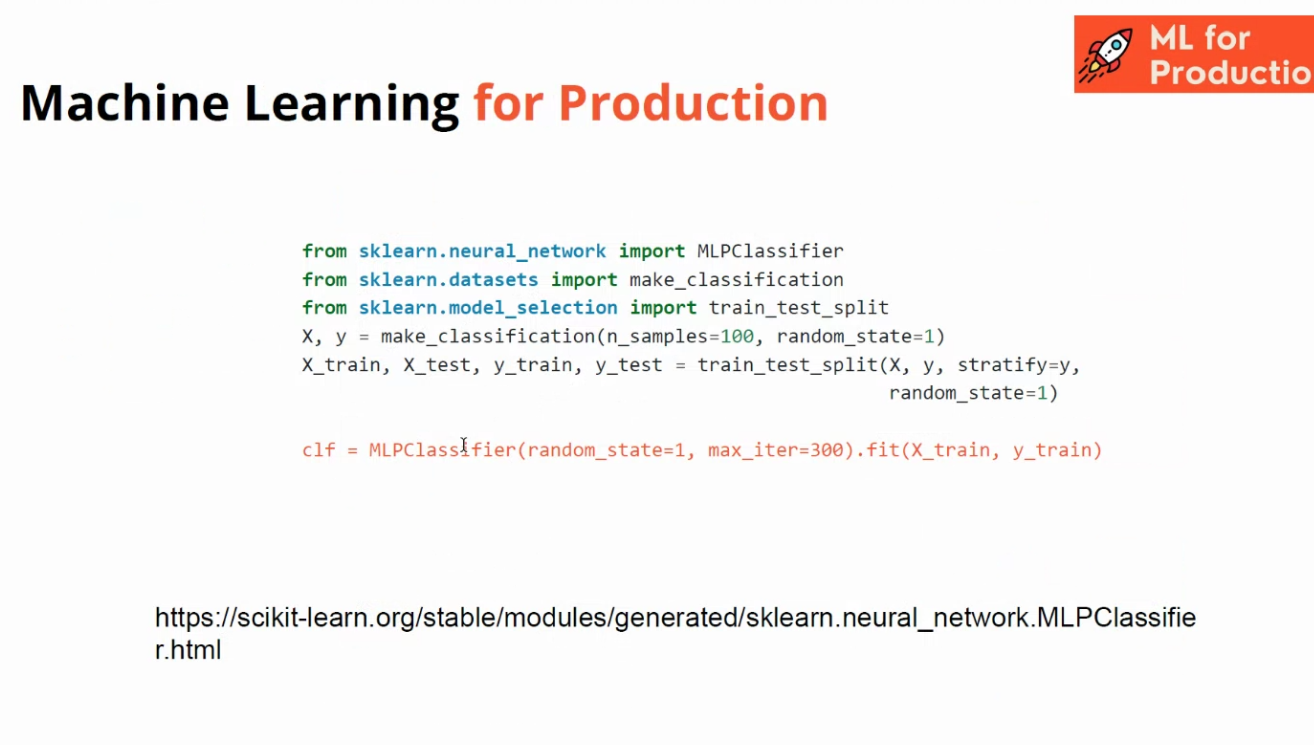 ML for
Productio
Machine Learning for Production
from sklearn.neural_network import MLPClassifier
from sklearn.datasets import make_classification
from sklearn.model_selection import train_test_split
X, y = make_classification(n_samples=100, random_state=1)
X_train, X_test, y_train, y_test = train_test_split(X, y, stratify=y,
random_state=1)
clf = MLPClassifier(random_state=1, max_iter=300).fit(X_train, y_train)
https://scikit-learn.org/stable/modules/generated/sklearn.neural_network.MLPClassifie
r.html